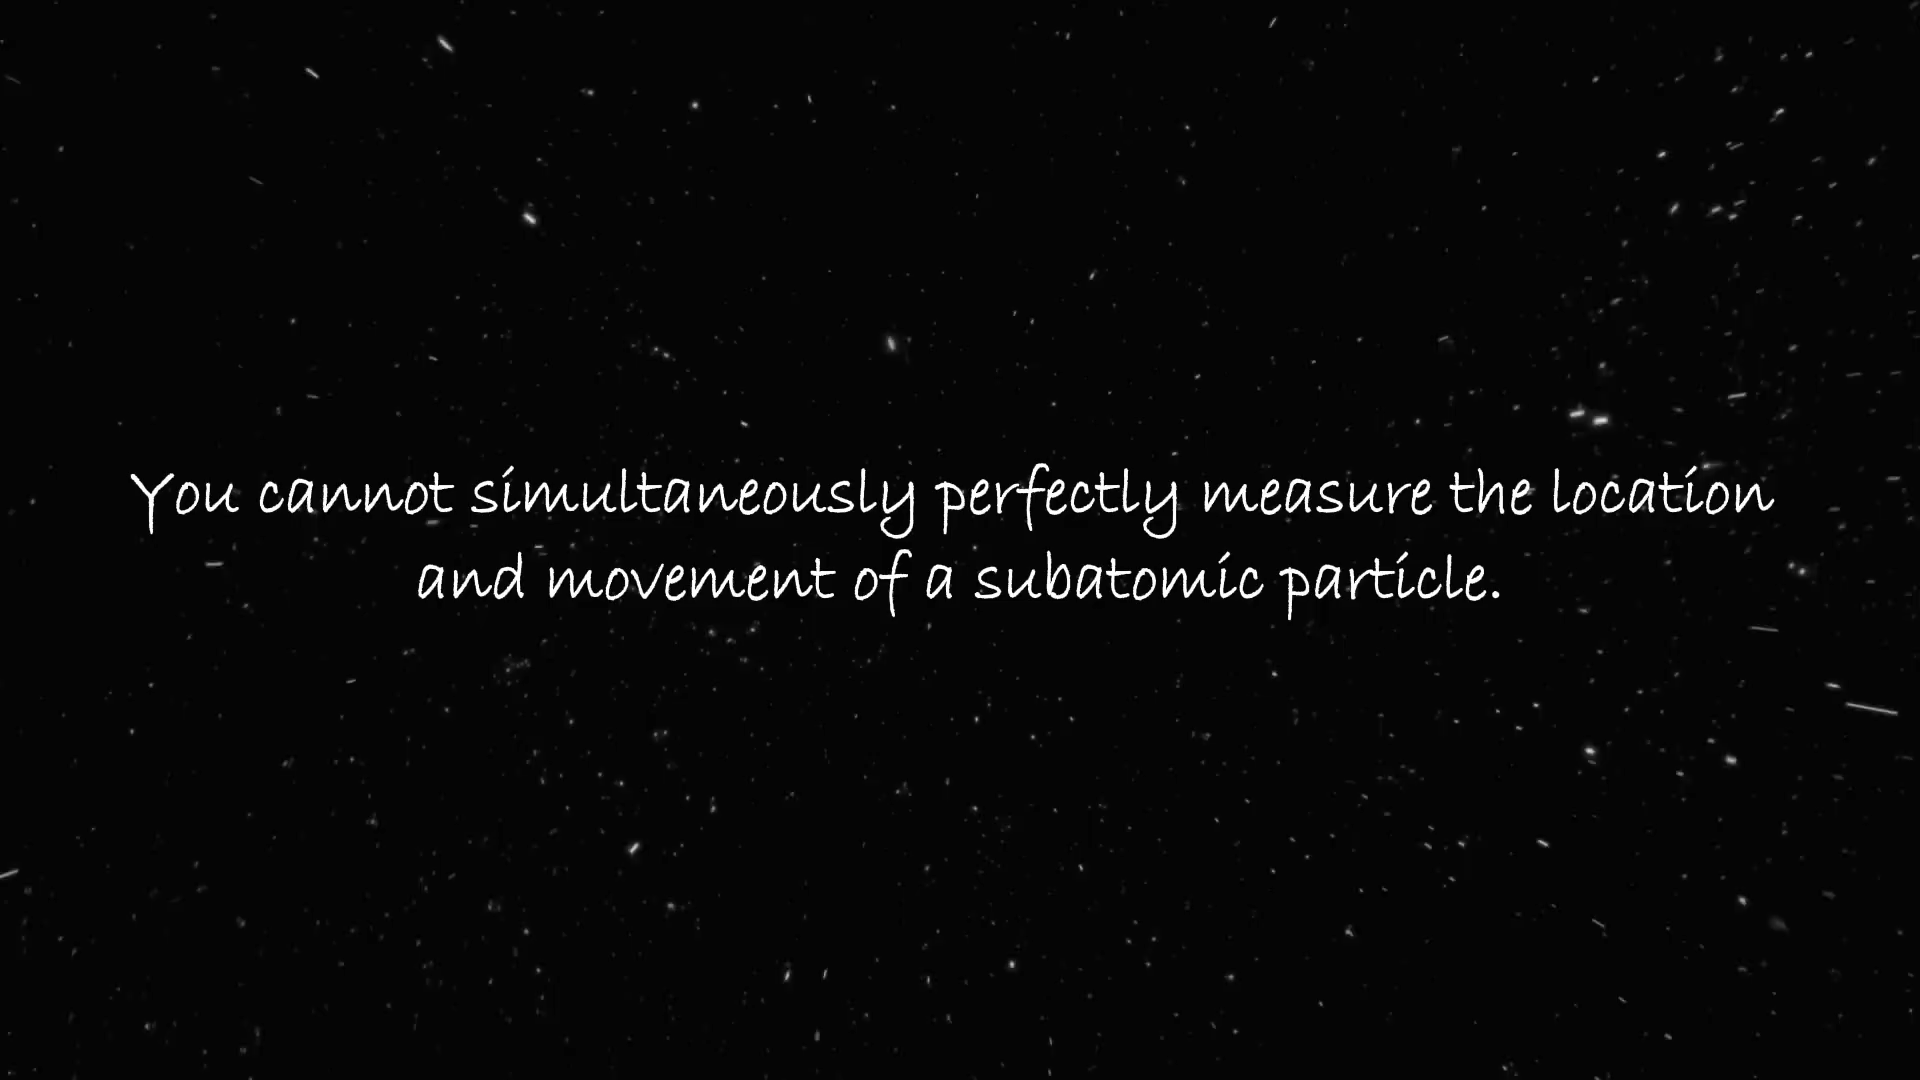 You cannot simultaneously perfectly measure the location
and movement of a subatomic particle.